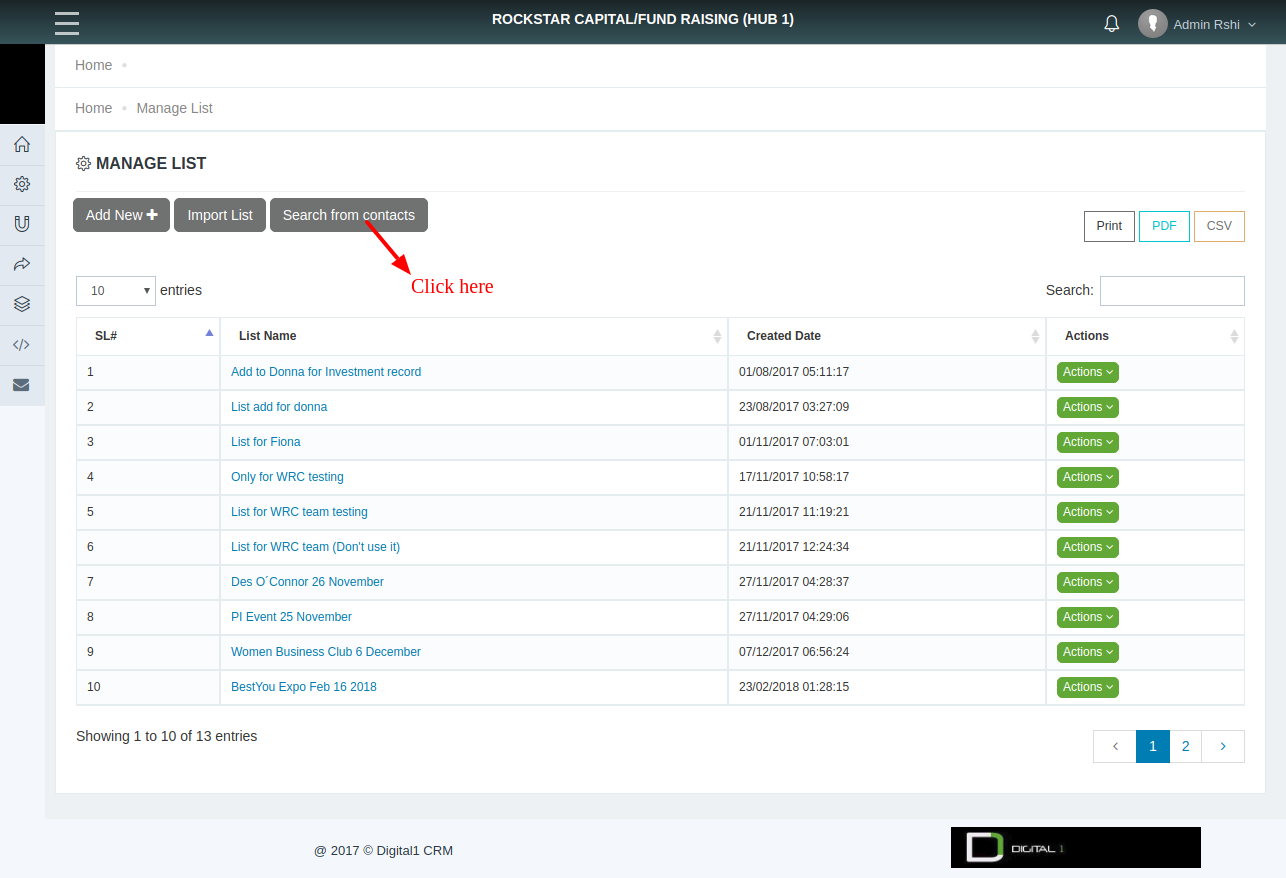 ROCKSTAR CAPITAL/FUND RAISING (HUB 1)
Admin Rshi
Home
Home Manage List
MANAGE LIST
Add New Import List Search from contacts
Print PDF CSV
Click here
10 entries
Search:
SL# List Name Created Date Actions
1 Add to Donna for Investment record 01/08/2017 05:11:17 Actions
2 List add for donna 23/08/2017 03:27:09 Actions
3 List for Fiona 01/11/2017 07:03:01 Actions
4 Only for WRC testing 17/11/2017 10:58:17 Actions
5 List for WRC team testing 21/11/2017 11:19:21 Actions
6 List for WRC team (Don't use it) 21/11/2017 12:24:34 Actions
7 Des O´Connor 26 November 27/11/2017 04:28:37 Actions
8 PI Event 25 November 27/11/2017 04:29:06 Actions
9 Women Business Club 6 December 07/12/2017 06:56:24 Actions
10 BestYou Expo Feb 16 2018 23/02/2018 01:28:15 Actions
Showing 1 to 10 of 13 entries
1 2
@ 2017 © Digital1 CRM
DIGITAL 1